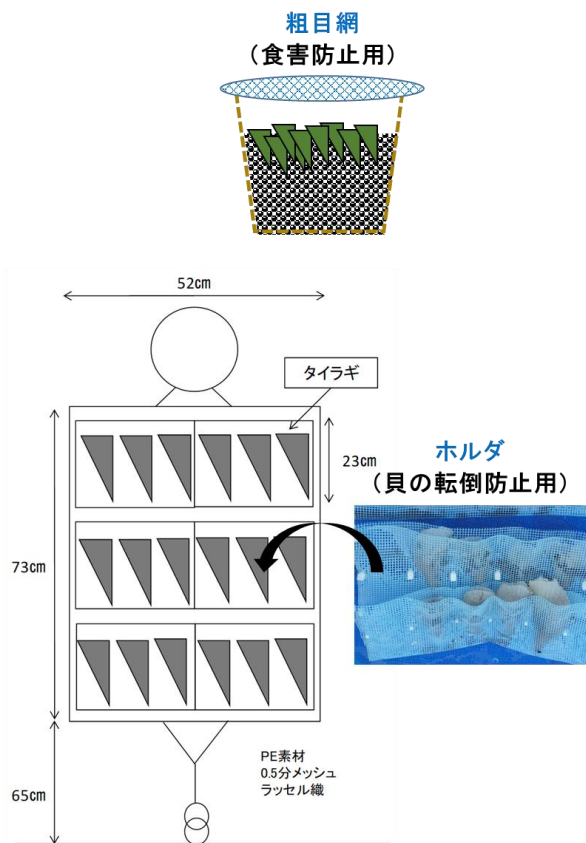 粗目網
（食害防止用）
52㎝
タイラギ
23㎝
ホルダ
（貝の転倒防止用）
73㎝
PE素材
0.5分メッシュ
ラッセル織
65㎝